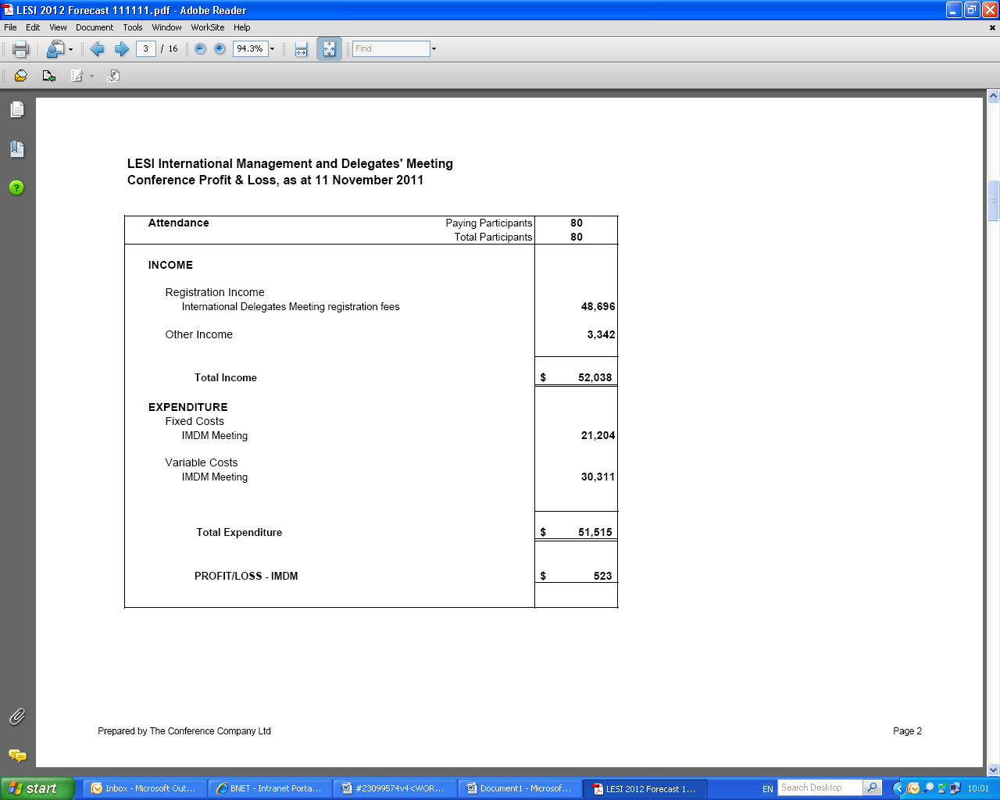 LESI 2012 Forecast 111111.pdf - Adobe Reader
File Edit View Document Tools Window WorkSite Help
3 / 16 94.3% Find
LESI International Management and Delegates' Meeting
Conference Profit & Loss, as at 11 November 2011
Attendance Paying Participants 80
Total Participants 80
INCOME
Registration Income
International Delegates Meeting registration fees 48,696
Other Income 3,342
Total Income $ 52,038
EXPENDITURE
Fixed Costs
IMDM Meeting 21,204
Variable Costs
IMDM Meeting 30,311
Total Expenditure $ 51,515
PROFIT/LOSS - IMDM $ 523
Prepared by The Conference Company Ltd Page 2
start Inbox - Microsoft Out... BNET - Intranet Porta... #23099574v4<WOR... Document1 - Microsof... LESI 2012 Forecast 1... EN Search Desktop 10:01